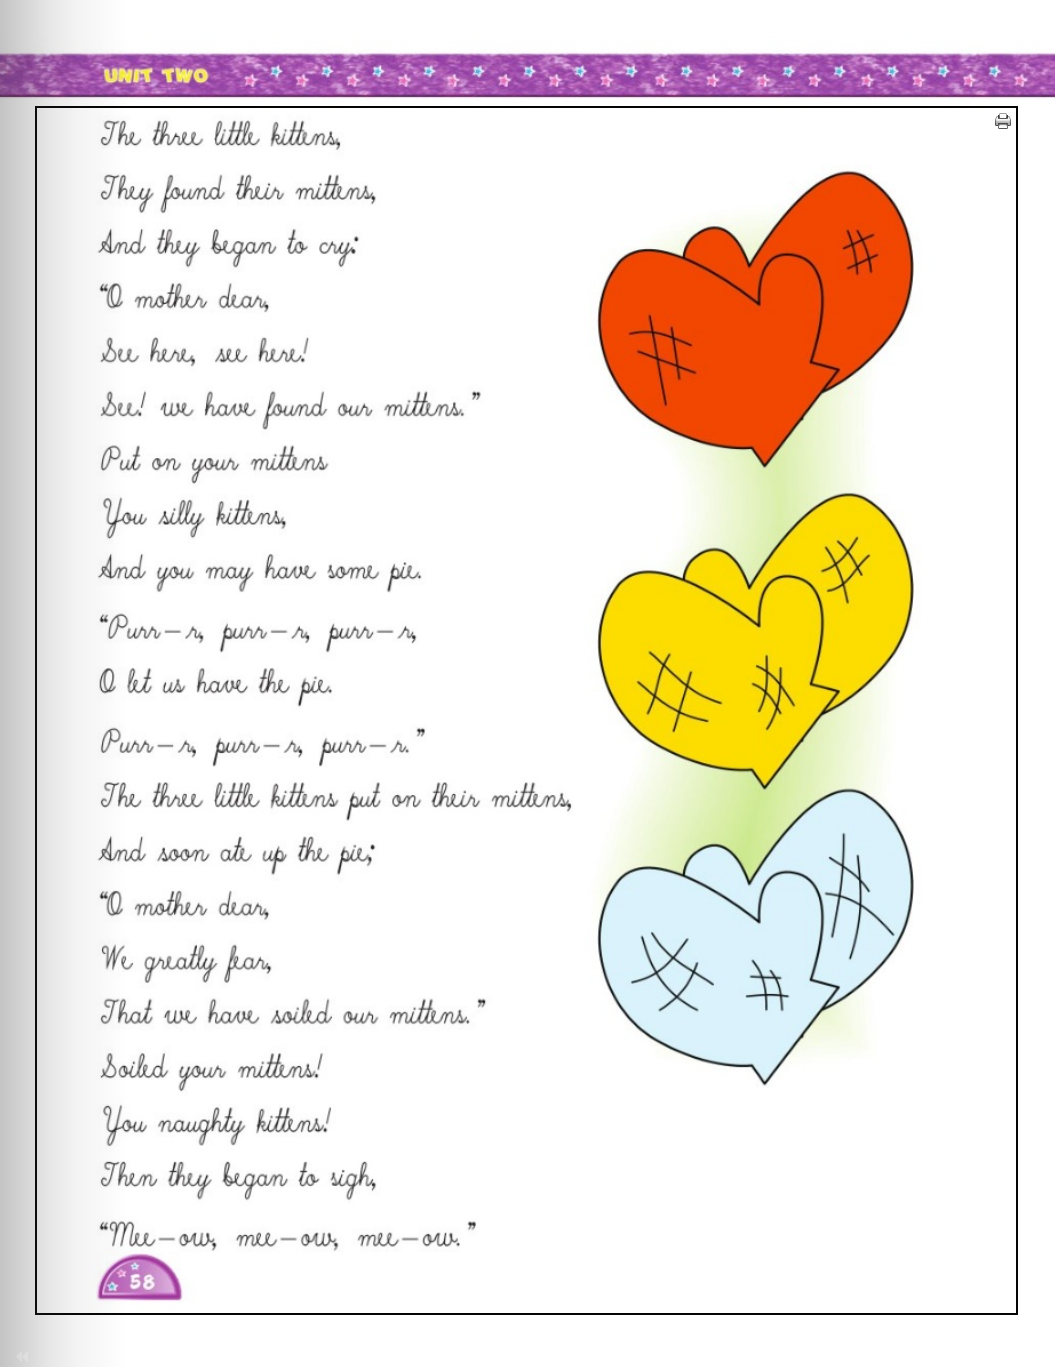 UNIT TWO
The three little kittens,
They found their mittens,
And they began to cry:
“O mother dear,
See here, see here!
See! we have found our mittens.”
Put on your mittens
You silly kittens,
And you may have some pie.
“Purr—r, purr—r, purr—r,
O let us have the pie.
Purr—r, purr—r, purr—r.”
The three little kittens put on their mittens,
And soon ate up the pie;
“O mother dear,
We greatly fear,
That we have soiled our mittens.”
Soiled your mittens!
You naughty kittens!
Then they began to sigh,
“Mee—ow, mee—ow, mee—ow.”
58